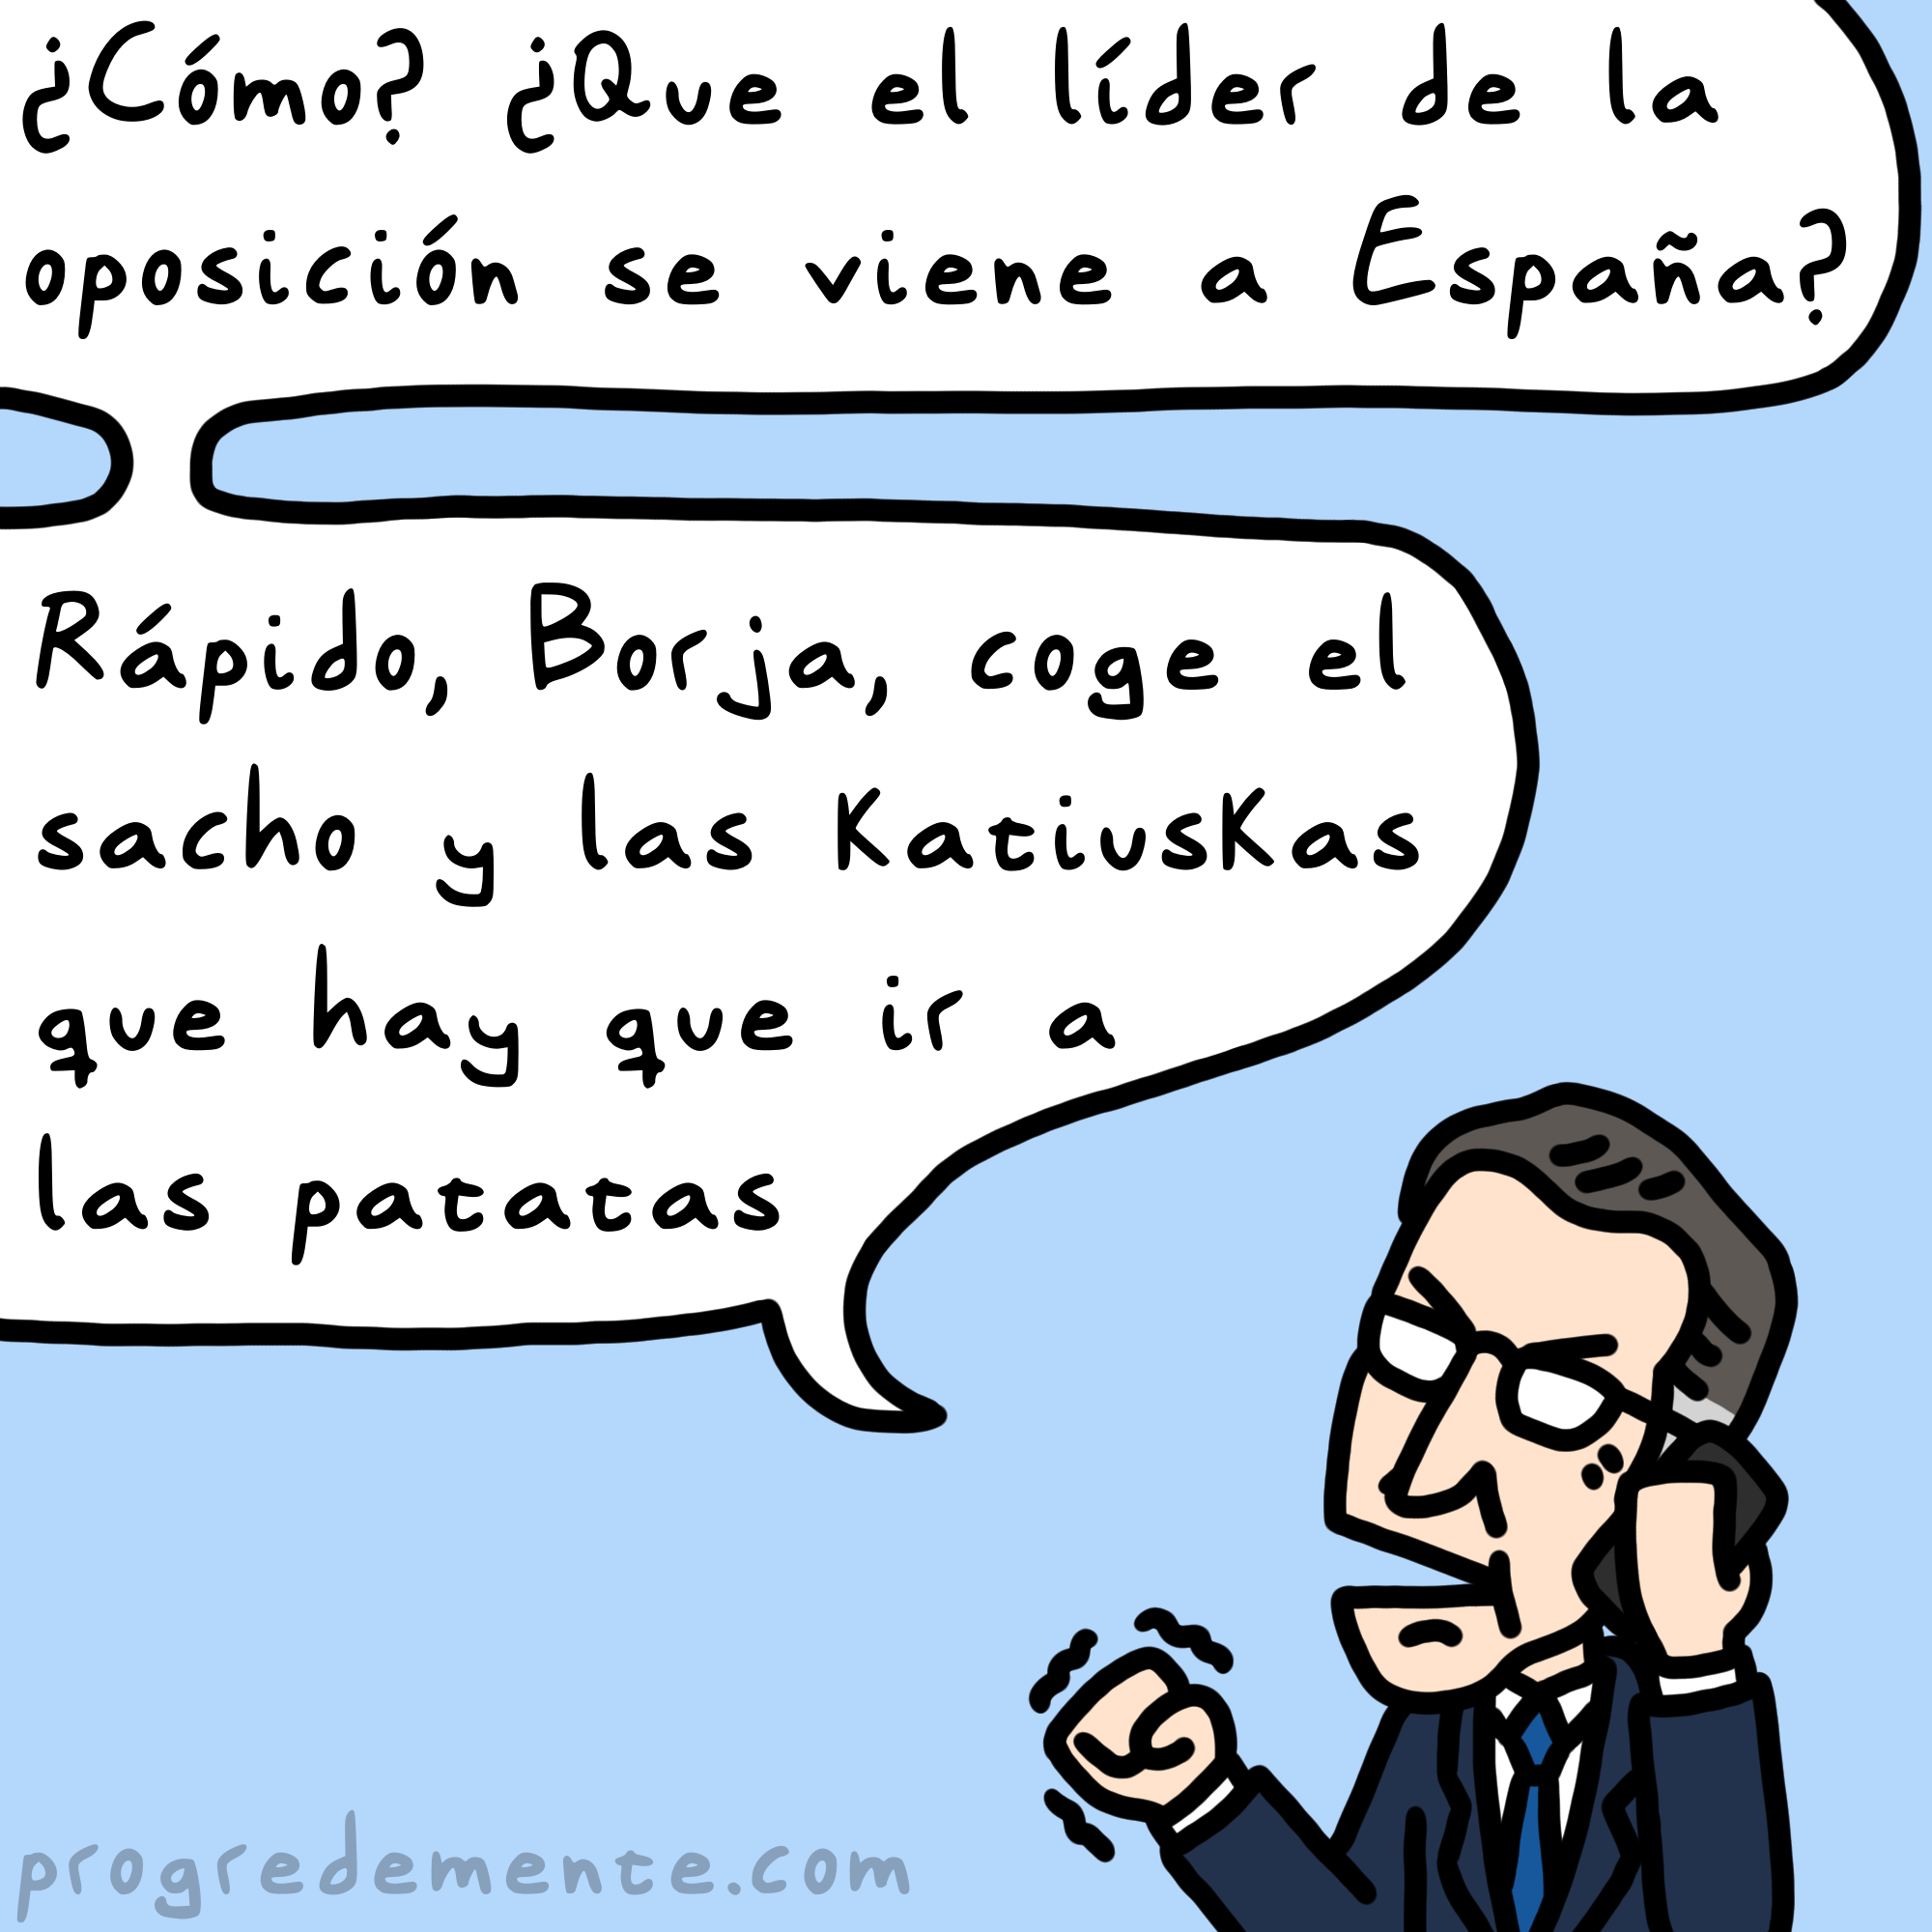 ¿Cómo? ¿Que el líder de la
oposición se viene a España?
Rápido, Borja, coge el
sacho y las Katiuskas
que hay que ir a
las patatas
progredemente.com